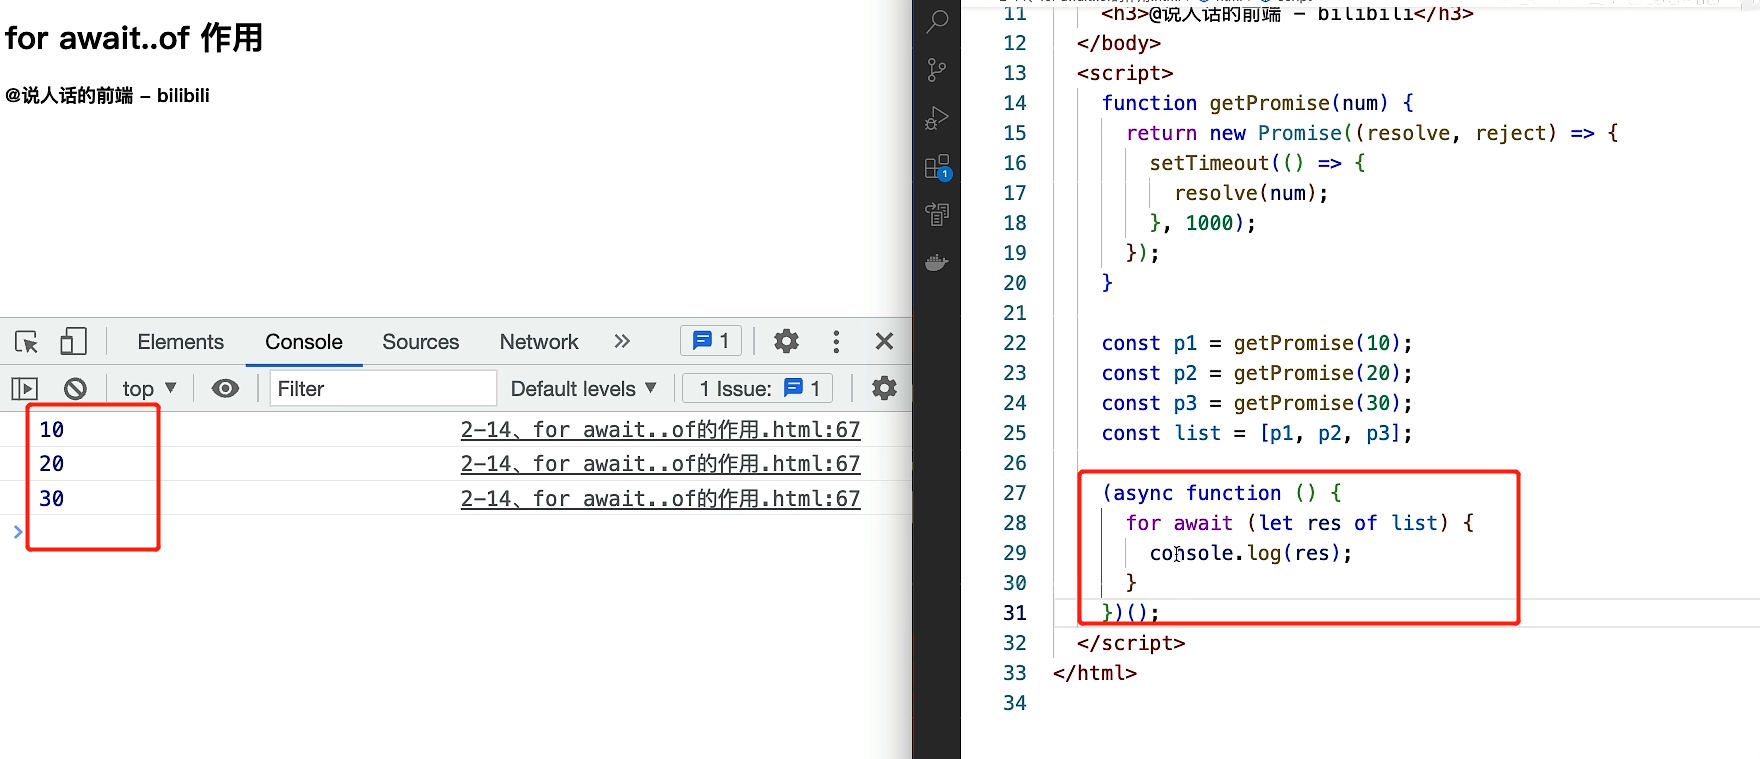 for await..of 作用
@说人话的前端 – bilibili
Elements Console Sources Network 1
top Filter Default levels 1 Issue: 1
10 2-14、for await..of的作用.html:67
20 2-14、for await..of的作用.html:67
30 2-14、for await..of的作用.html:67
1
11 <h3>@说人话的前端 – bilibili</h3>
12 </body>
13 <script>
14 function getPromise(num) {
15 return new Promise((resolve, reject) => {
16 setTimeout(() => {
17 resolve(num);
18 }, 1000);
19 });
20 }
21
22 const p1 = getPromise(10);
23 const p2 = getPromise(20);
24 const p3 = getPromise(30);
25 const list = [p1, p2, p3];
26
27 (async function () {
28 for await (let res of list) {
29 console.log(res);
30 }
31 })();
32 </script>
33 </html>
34